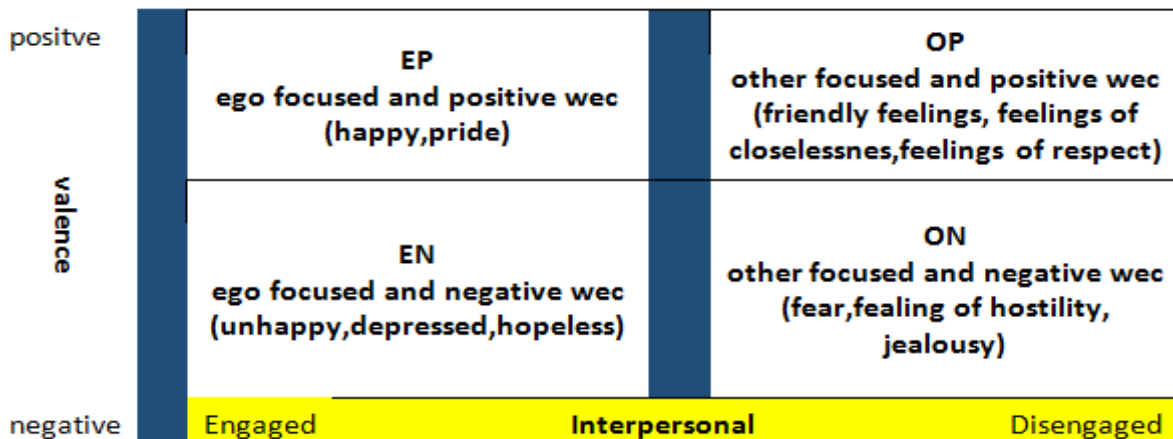 positve
EP
ego focused and positive wec
(happy,pride)
OP
other focused and positive wec
(friendly feelings, feelings of
closelessnes,feelings of respect)
valence
EN
ego focused and negative wec
(unhappy,depressed,hopeless)
ON
other focused and negative wec
(fear,fealing of hostility,
jealousy)
negative
Engaged
Interpersonal
Disengaged